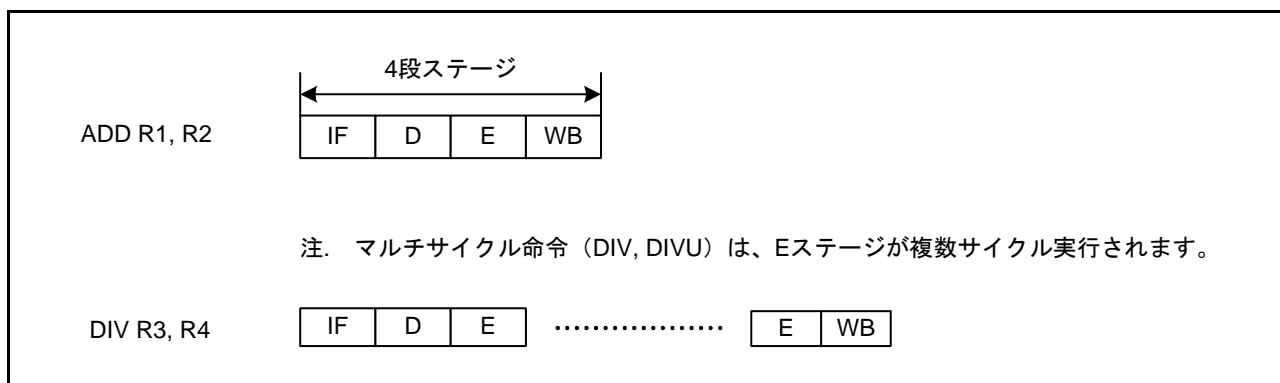 4段ステージ
ADD R1, R2 IF D E WB
注. マルチサイクル命令（DIV, DIVU）は、Eステージが複数サイクル実行されます。
DIV R3, R4 IF D E ・・・・・・・・・・・・・・・・・・ E WB